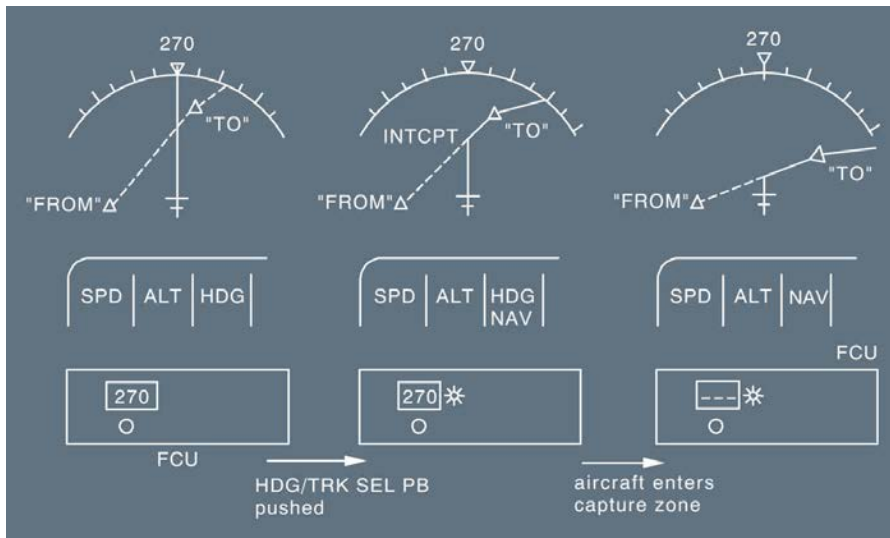 270
"TO"
"FROM"
SPD ALT HDG
270
FCU
HDG/TRK SEL PB
pushed
270
INTCPT
"TO"
"FROM"
SPD ALT HDG
NAV
270
aircraft enters
capture zone
270
"TO"
"FROM"
SPD ALT NAV
FCU
---